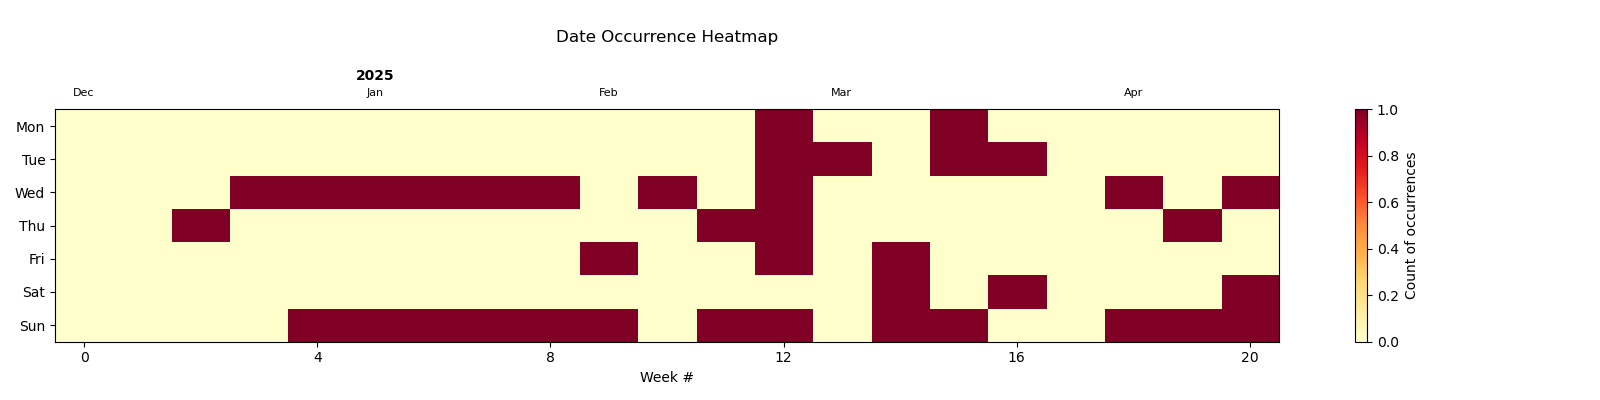 Date Occurrence Heatmap
2025
Dec Jan Feb Mar Apr
Mon
Tue
Wed
Thu
Fri
Sat
Sun
0 4 8 12 16 20
Week #
1.0
0.8
0.6
0.4
0.2
0.0
Count of occurrences